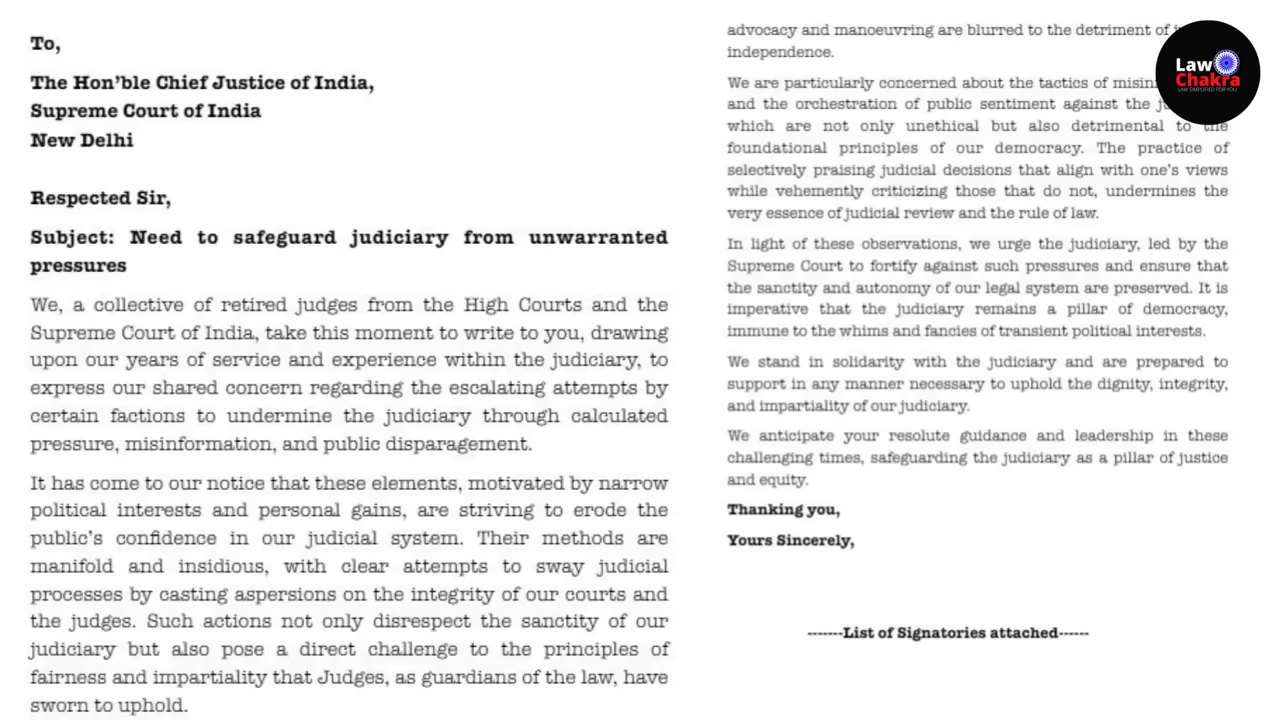 To,
The Hon’ble Chief Justice of India,
Supreme Court of India
New Delhi
Respected Sir,
Subject: Need to safeguard judiciary from unwarranted
pressures
We, a collective of retired judges from the High Courts and the
Supreme Court of India, take this moment to write to you, drawing
upon our years of service and experience within the judiciary, to
express our shared concern regarding the escalating attempts by
certain factions to undermine the judiciary through calculated
pressure, misinformation, and public disparagement.
It has come to our notice that these elements, motivated by narrow
political interests and personal gains, are striving to erode the
public’s confidence in our judicial system. Their methods are
manifold and insidious, with clear attempts to sway judicial
processes by casting aspersions on the integrity of our courts and
the judges. Such actions not only disrespect the sanctity of our
judiciary but also pose a direct challenge to the principles of
fairness and impartiality that Judges, as guardians of the law, have
sworn to uphold.
advocacy and manoeuvring are blurred to the detriment of
independence.
We are particularly concerned about the tactics of
and the orchestration of public sentiment against the
which are not only unethical but also detrimental to the
foundational principles of our democracy. The practice of
selectively praising judicial decisions that align with one’s views
while vehemently criticizing those that do not, undermines the
very essence of judicial review and the rule of law.
In light of these observations, we urge the judiciary, led by the
Supreme Court to fortify against such pressures and ensure that
the sanctity and autonomy of our legal system are preserved. It is
imperative that the judiciary remains a pillar of democracy,
immune to the whims and fancies of transient political interests.
We stand in solidarity with the judiciary and are prepared to
support in any manner necessary to uphold the dignity, integrity,
and impartiality of our judiciary.
We anticipate your resolute guidance and leadership in these
challenging times, safeguarding the judiciary as a pillar of justice
and equity.
Thanking you,
Yours Sincerely,
-------List of Signatories attached------
Law
Chakra
LAW SIMPLIFIED FOR YOU